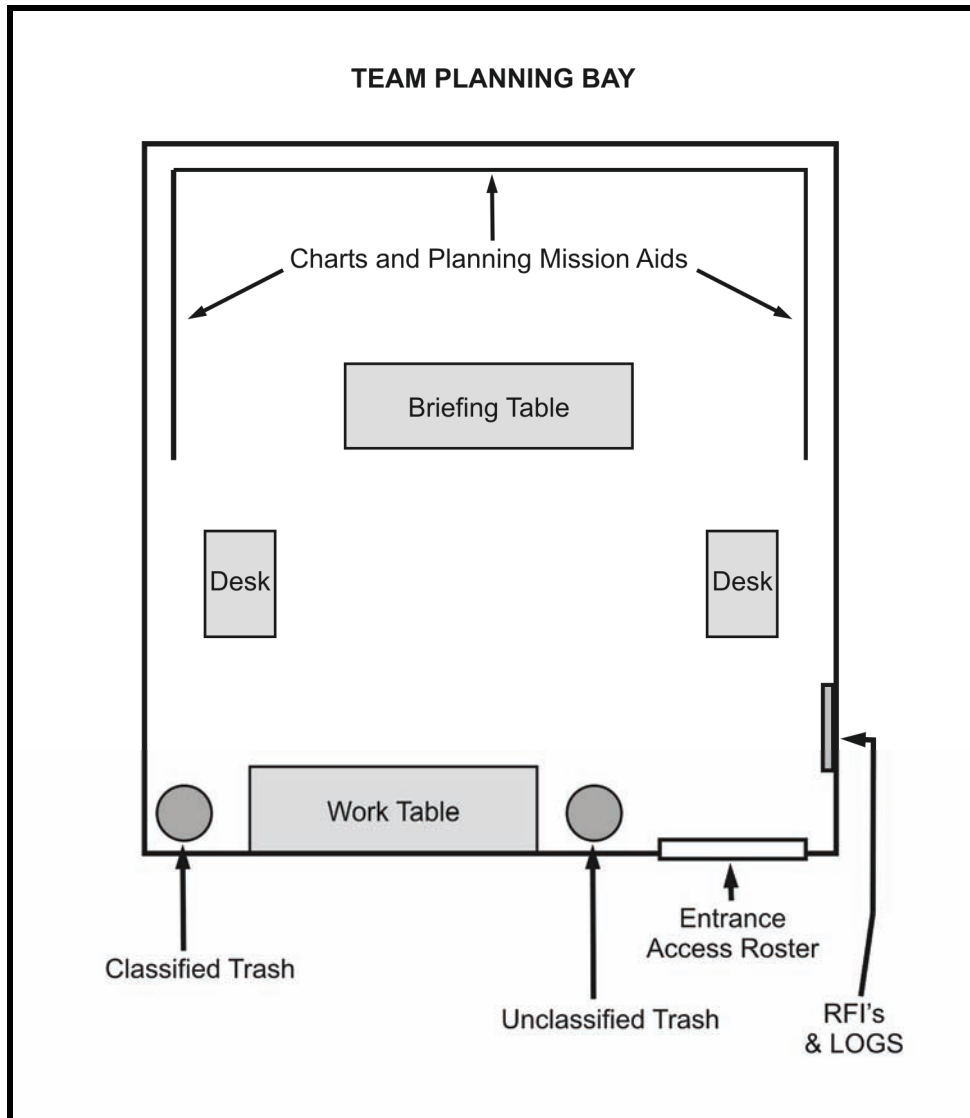 TEAM PLANNING BAY
Charts and Planning Mission Aids
Briefing Table
Desk
Desk
Work Table
Entrance
Access Roster
Classified Trash
Unclassified Trash
RFI's
& LOGS